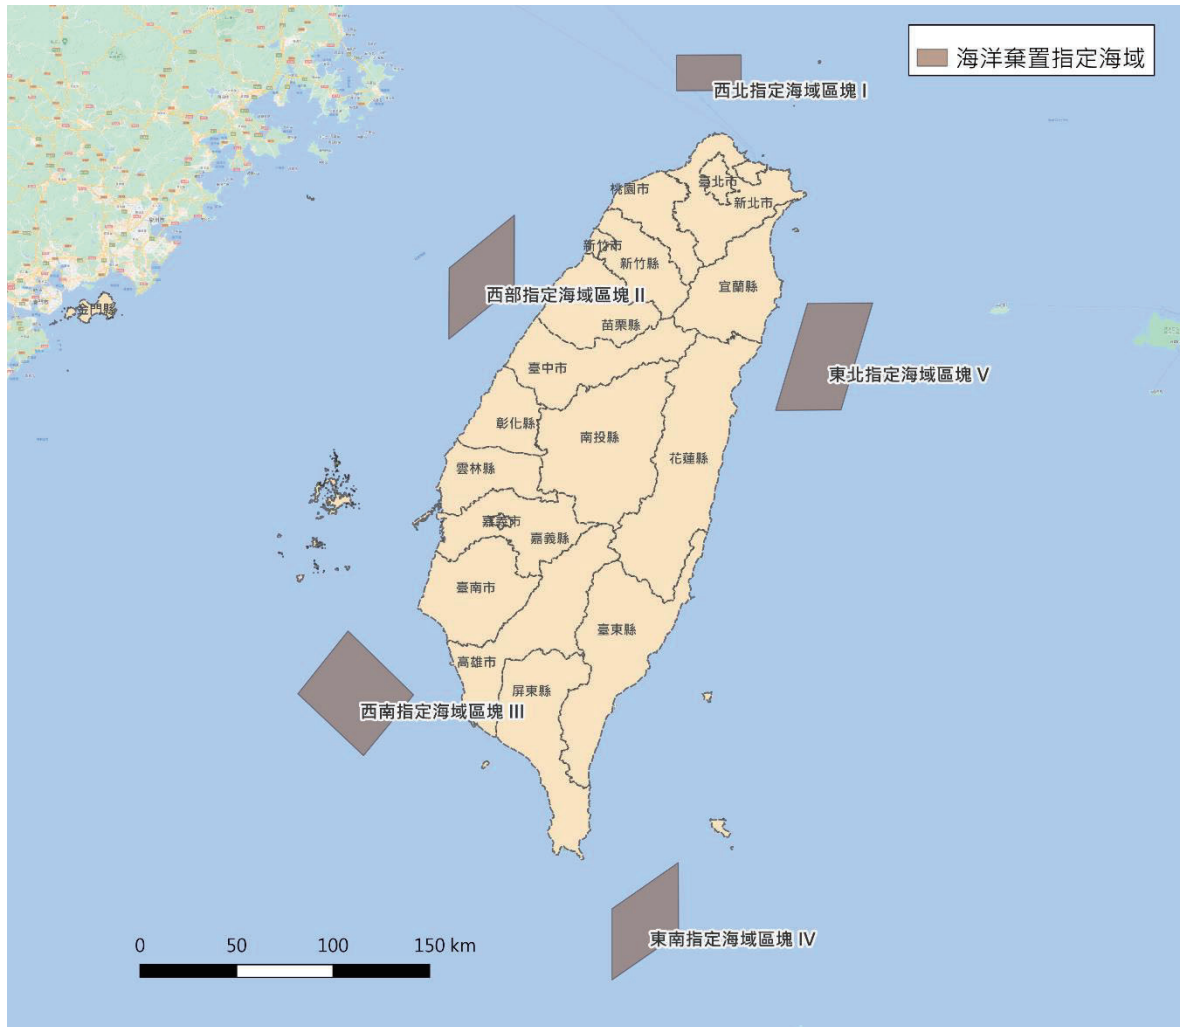 海洋棄置指定海域
西北指定海域區塊 I
臺北市
桃園市
新北市
新竹市
新竹縣
宜蘭縣
西部指定海域區塊 II
金門縣
苗栗縣
臺中市
東北指定海域區塊 V
彰化縣
南投縣
花蓮縣
雲林縣
嘉義市
嘉義縣
臺南市
臺東縣
高雄市
屏東縣
西南指定海域區塊 III
東南指定海域區塊 IV
0 50 100 150 km